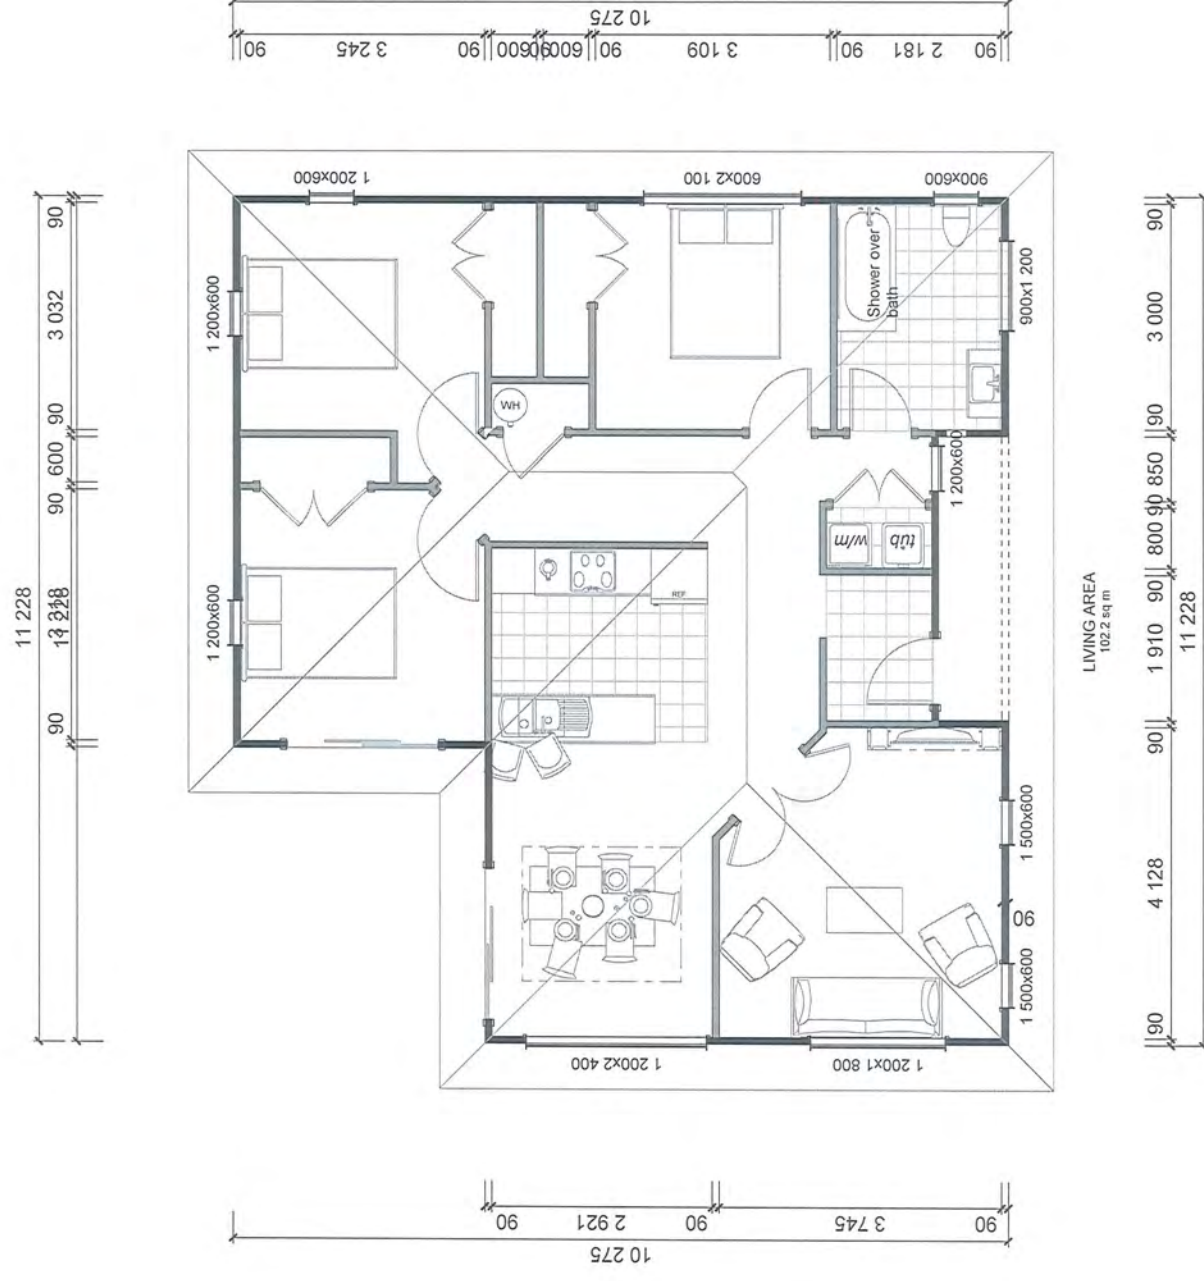 10 275
90
3 245
90
600
90
600
90
3 109
90
2 181
90
1 200x600
600x2 100
900x600
11 228
90
3 032
90
600
90
90
1 200x600
1 200x600
Shower over
bath
900x1 200
WH
1 200x600
w/m
tub
REF
90
3 000
90
850
90
800
90
1 910
90
4 128
90
11 228
LIVING AREA
102.2 sq m
1 500x600
90
1 500x600
1 200x2 400
1 200x1 800
90
2 921
90
3 745
90
10 275